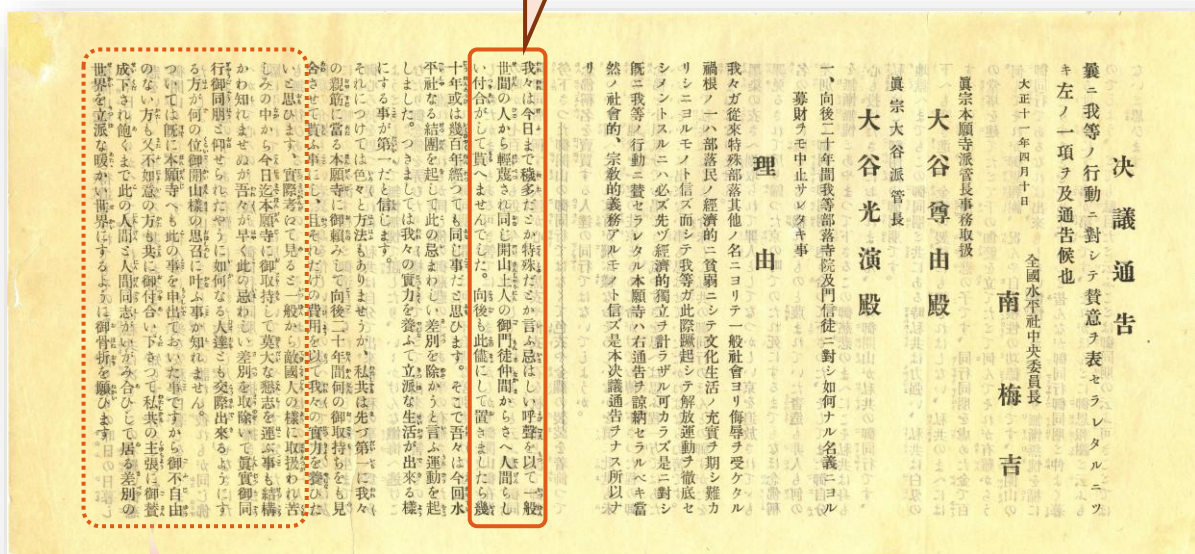 決議通告
曩ニ我等ノ行動ニ對シテ賛意ヲ表セラレタルニツ
キ左ノ一項ヲ及通告候也
大正十一年四月十日
全國水平社中央委員長
南梅吉
眞宗本願寺派管長事務取扱
大谷尊由殿
眞宗大谷派管長
大谷光演殿
一、向後二十年間我等部落寺院及門信徒ニ對シ如何ナル名義ニヨル
募財ヲモ中止サレタキ事
理由
我々ガ從來特殊部落其他ノ名ニヨリテ一般社會ヨリ侮辱ヲ受ケタル
禍根ノ一ハ部落民ノ經濟的ニ貧弱ニシテ文化生活ノ充實ヲ期シ難カ
リシニヨルモノト信ズ而シテ我等ガ此際蹶起シテ解放運動ヲ徹底セ
シメントスルニハ必ズ先ヅ經濟的獨立ヲ計ラザル可カラズ是ニ對シ
既ニ我等ノ行動ニ賛セラレタル本願寺ハ右通告ヲ諒納セラルベキ當
然ノ社會的、宗敎的義務アルモノト信ズ是本決議通告ヲナス所以ナ
リ
我々は今日まで穢多だとか特殊だとか言ふ忌はしい呼聲を以て一般
世間の人から輕蔑され同じ開山上人の御門徒仲間からさへ人間らし
い付合がして貰へませんでした。向後も此儘にして置きましたら幾
十年或は幾百年經つても同じ事だと思ひます。そこで吾々は今回水
平社なる結團を起して此の忌まわしい差別を除かうと言ふ運動を起
しました。つきましては我々の實力を養ふて立派な生活が出來る樣
にする事が第一だと信じます。
それにつけては色々と方法もありませうが、私共は先づ第一に我々
の親筋に當る本願寺に御賴みして向後二十年間何の御取持ちをも見
合させて貰ふ事にし、且それだけの費用を以て我々の實力を養ひた
いと思ひます、實際考へて見ると一般から敵國人の樣に取扱われ苦
しみの中から今日迄本願寺に御取持して莫大な懇志を運ぶ事も結構
かわ知れませぬが吾々が早く此の忌わしい差別を取除いて眞實御同
行御同朋と仰せられたやうに如何なる人達とも交際出來るようにす
る方が何の位御開山樣の思召に叶ふ事か知れません。
ついては既に本願寺へも此の事を申出ておいた事ですから御不自由
のない方も又不如意の方も共に御付合い下さつて私共の主張に御賛
成下され飽くまで此の人間と人間同志がいがみ合ひして居る差別の
世界を立派な暖かい世界にするように御骨折を願ひます。